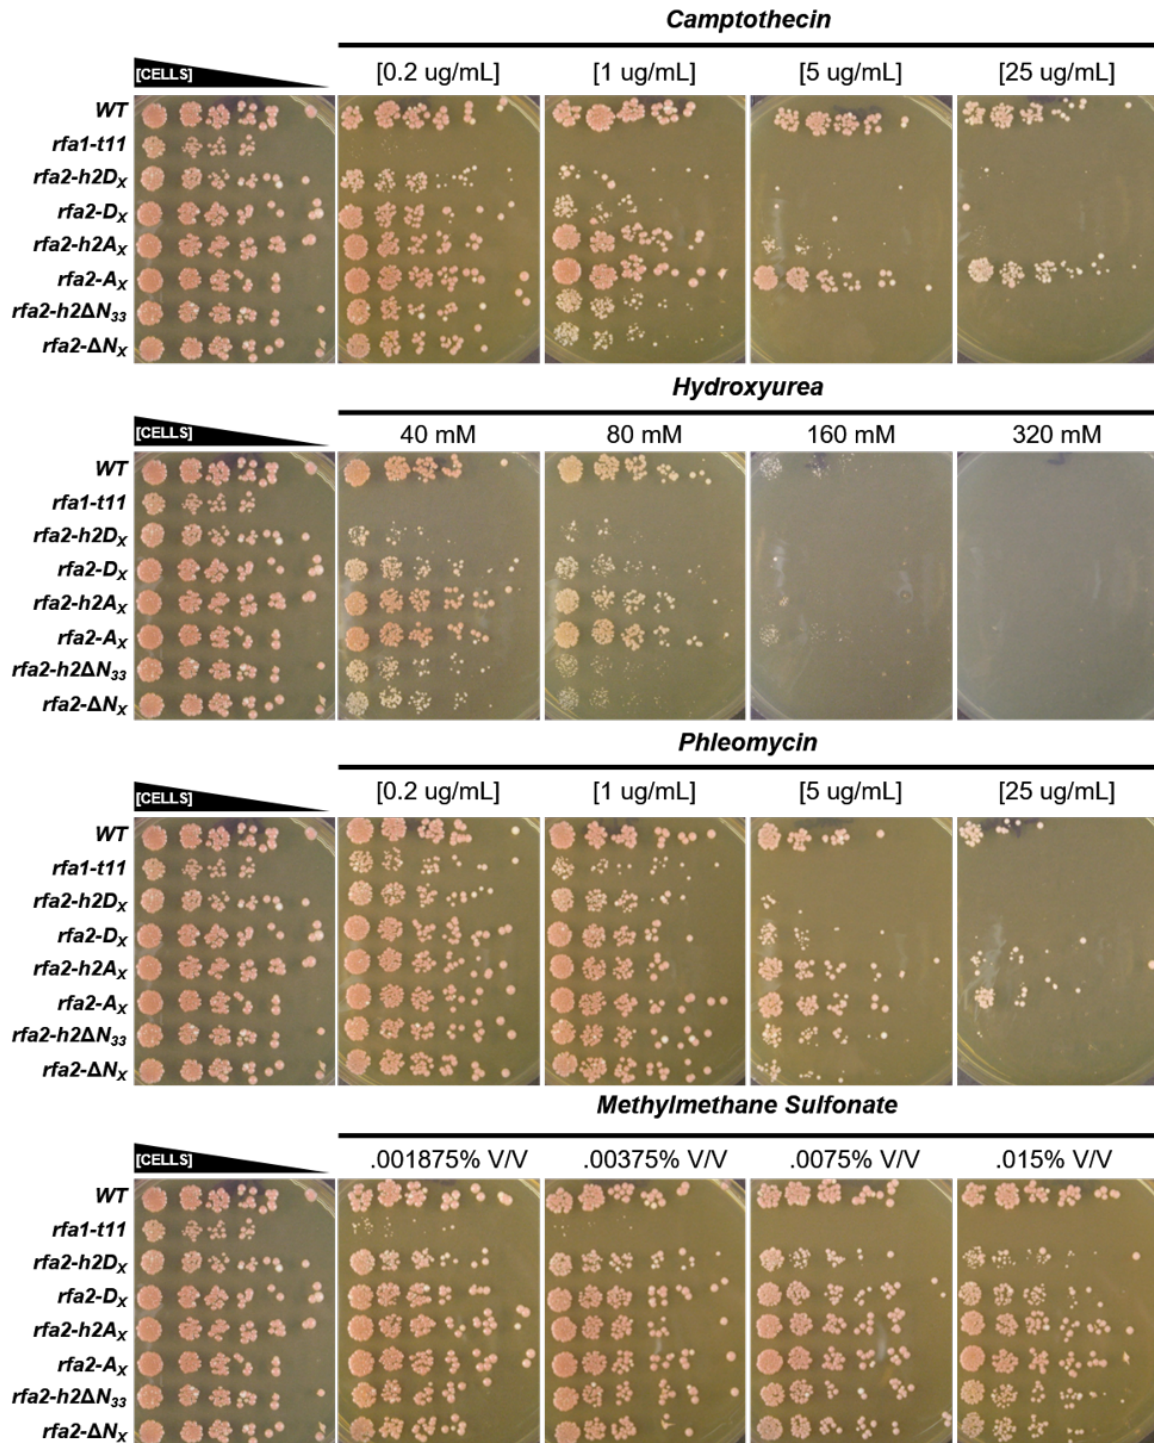 Camptothecin
[CELLS]
[0.2 ug/mL] [1 ug/mL] [5 ug/mL] [25 ug/mL]
WT
rfa1-t11
rfa2-h2DX
rfa2-DX
rfa2-h2AX
rfa2-AX
rfa2-h2ΔN33
rfa2-ΔNX
Hydroxyurea
[CELLS]
40 mM 80 mM 160 mM 320 mM
WT
rfa1-t11
rfa2-h2DX
rfa2-DX
rfa2-h2AX
rfa2-AX
rfa2-h2ΔN33
rfa2-ΔNX
Phleomycin
[CELLS]
[0.2 ug/mL] [1 ug/mL] [5 ug/mL] [25 ug/mL]
WT
rfa1-t11
rfa2-h2DX
rfa2-DX
rfa2-h2AX
rfa2-AX
rfa2-h2ΔN33
rfa2-ΔNX
Methylmethane Sulfonate
[CELLS]
.001875% V/V .00375% V/V .0075% V/V .015% V/V
WT
rfa1-t11
rfa2-h2DX
rfa2-DX
rfa2-h2AX
rfa2-AX
rfa2-h2ΔN33
rfa2-ΔNX